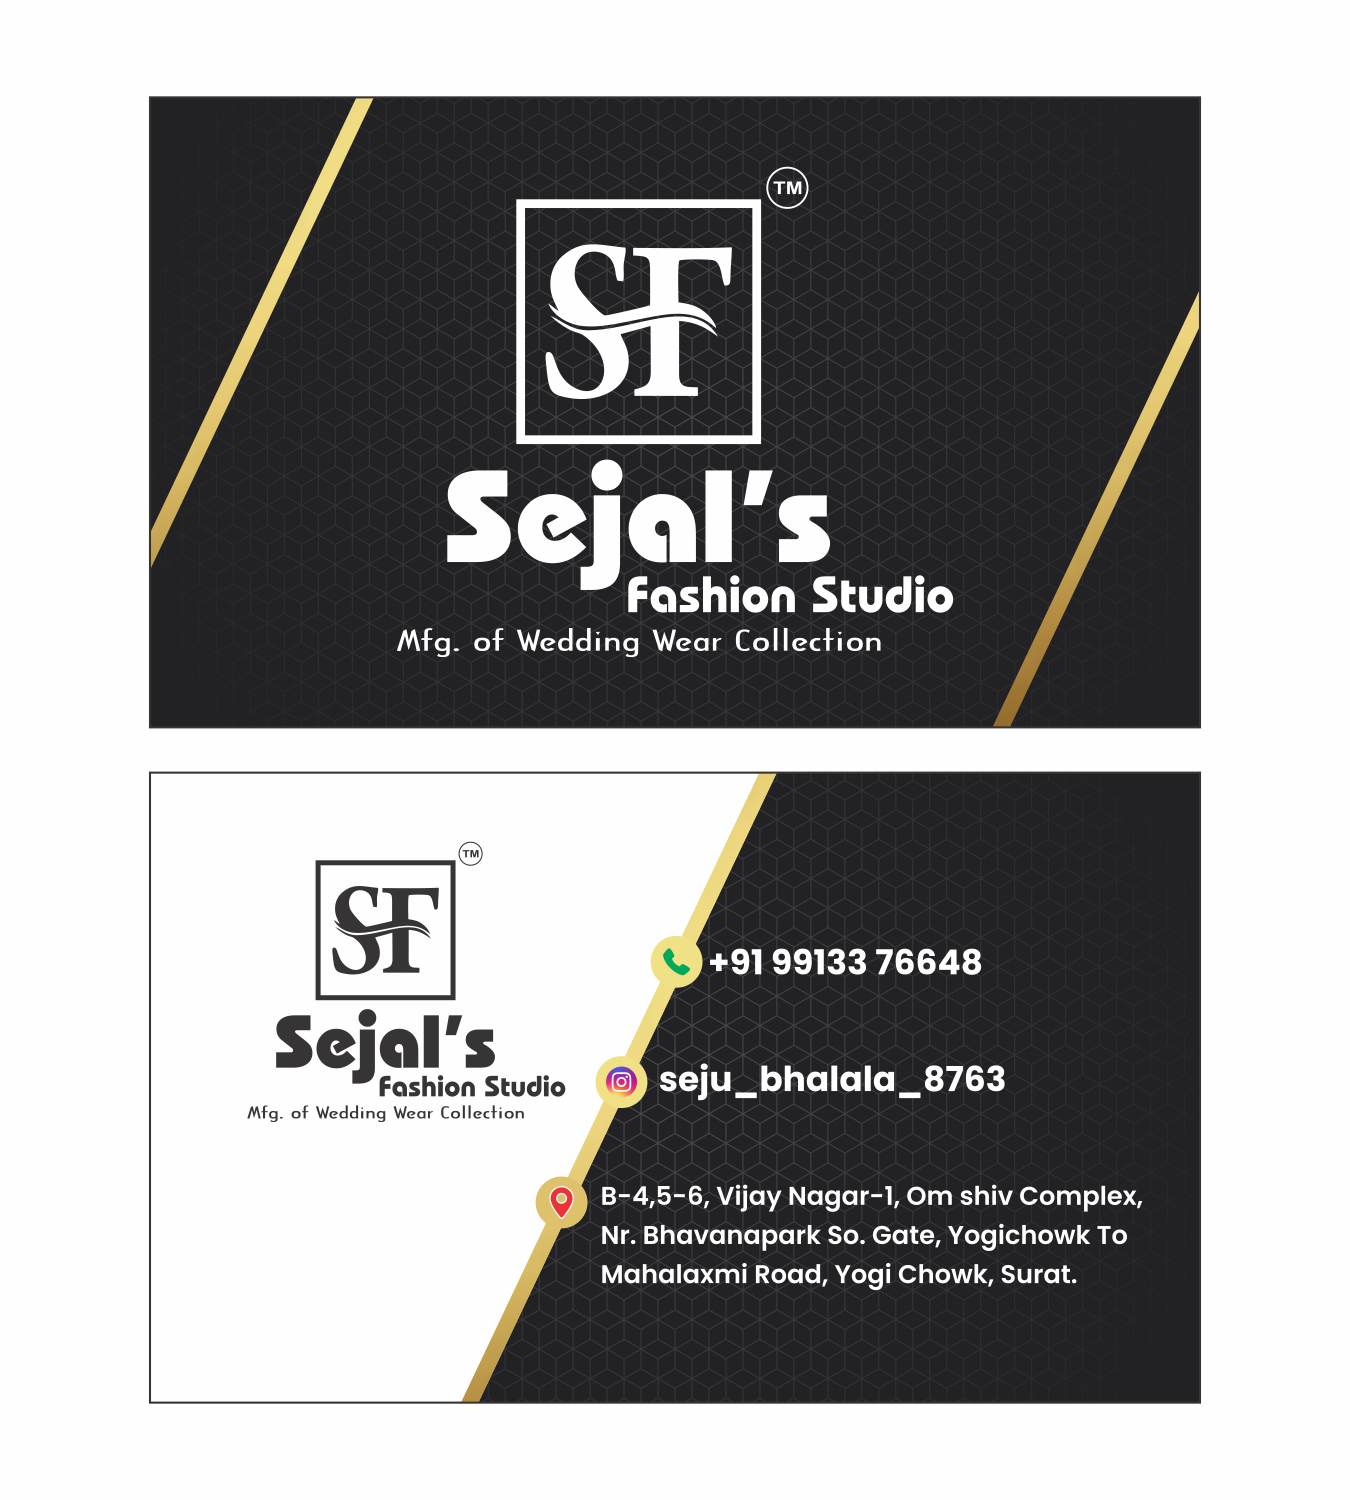 TM
SF
Sejal's
Fashion Studio
Mfg. of Wedding Wear Collection
TM
SF
Sejal's
Fashion Studio
Mfg. of Wedding Wear Collection
+91 99133 76648
seju_bhalala_8763
B-4,5-6, Vijay Nagar-1, Om shiv Complex,
Nr. Bhavanapark So. Gate, Yogichowk To
Mahalaxmi Road, Yogi Chowk, Surat.